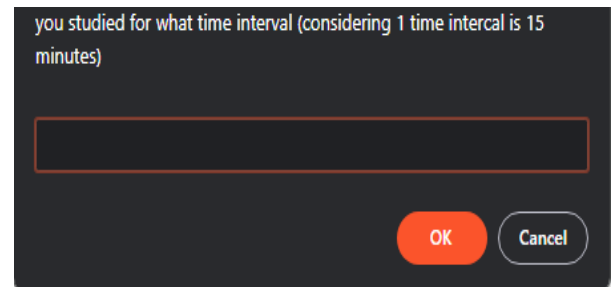 you studied for what time interval (considering 1 time intercal is 15
minutes)
OK
Cancel